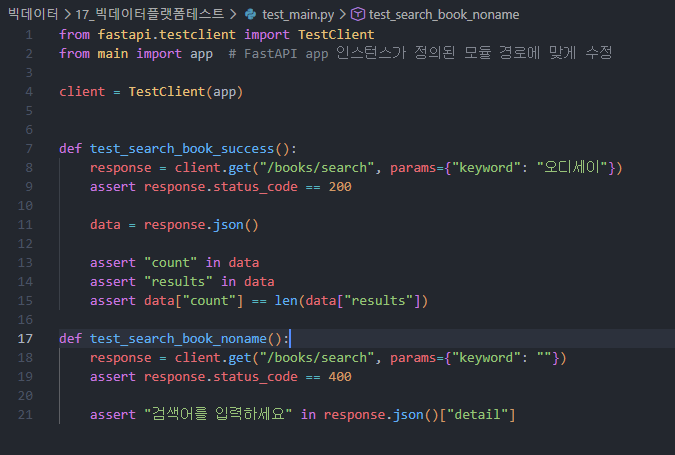 빅데이터 > 17_빅데이터플랫폼테스트 > test_main.py > test_search_book_noname
1 from fastapi.testclient import TestClient
2 from main import app  # FastAPI app 인스턴스가 정의된 모듈 경로에 맞게 수정
3
4 client = TestClient(app)
5
6
7 def test_search_book_success():
8     response = client.get("/books/search", params={"keyword": "오디세이"})
9     assert response.status_code == 200
10
11     data = response.json()
12
13     assert "count" in data
14     assert "results" in data
15     assert data["count"] == len(data["results"])
16
17 def test_search_book_noname():
18     response = client.get("/books/search", params={"keyword": ""})
19     assert response.status_code == 400
20
21     assert "검색어를 입력하세요" in response.json()["detail"]